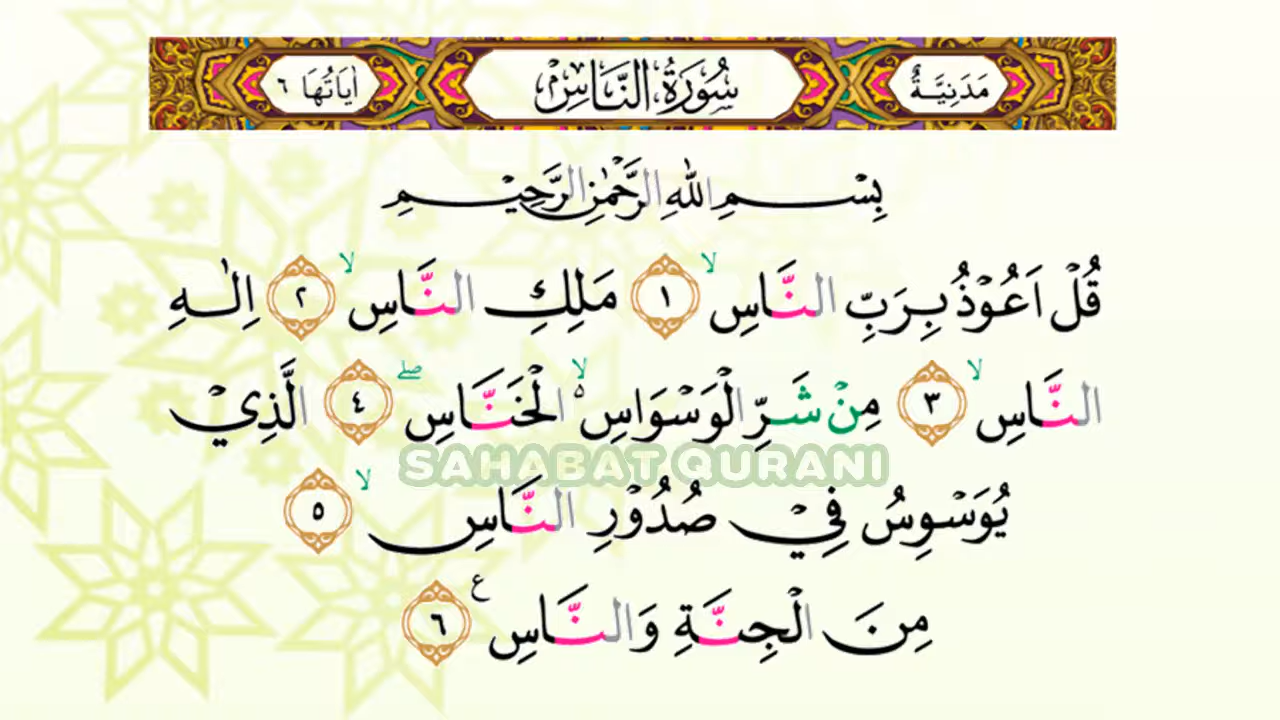 مَدَنِيَّةٌ سُوْرَةُ النَّاسِ اٰيَاتُهَا ٦
بِسْمِ اللّٰهِ الرَّحْمٰنِ الرَّحِيْمِ
قُلْ اَعُوْذُ بِرَبِّ النَّاسِۙ ١ مَلِكِ النَّاسِۙ ٢ اِلٰهِ
النَّاسِۙ ٣ مِنْ شَرِّ الْوَسْوَاسِ ەۙ الْخَنَّاسِۖ ٤ الَّذِيْ
SAHABAT QURANI
يُوَسْوِسُ فِيْ صُدُوْرِ النَّاسِۙ ٥
مِنَ الْجِنَّةِ وَالنَّاسِ ع ٦